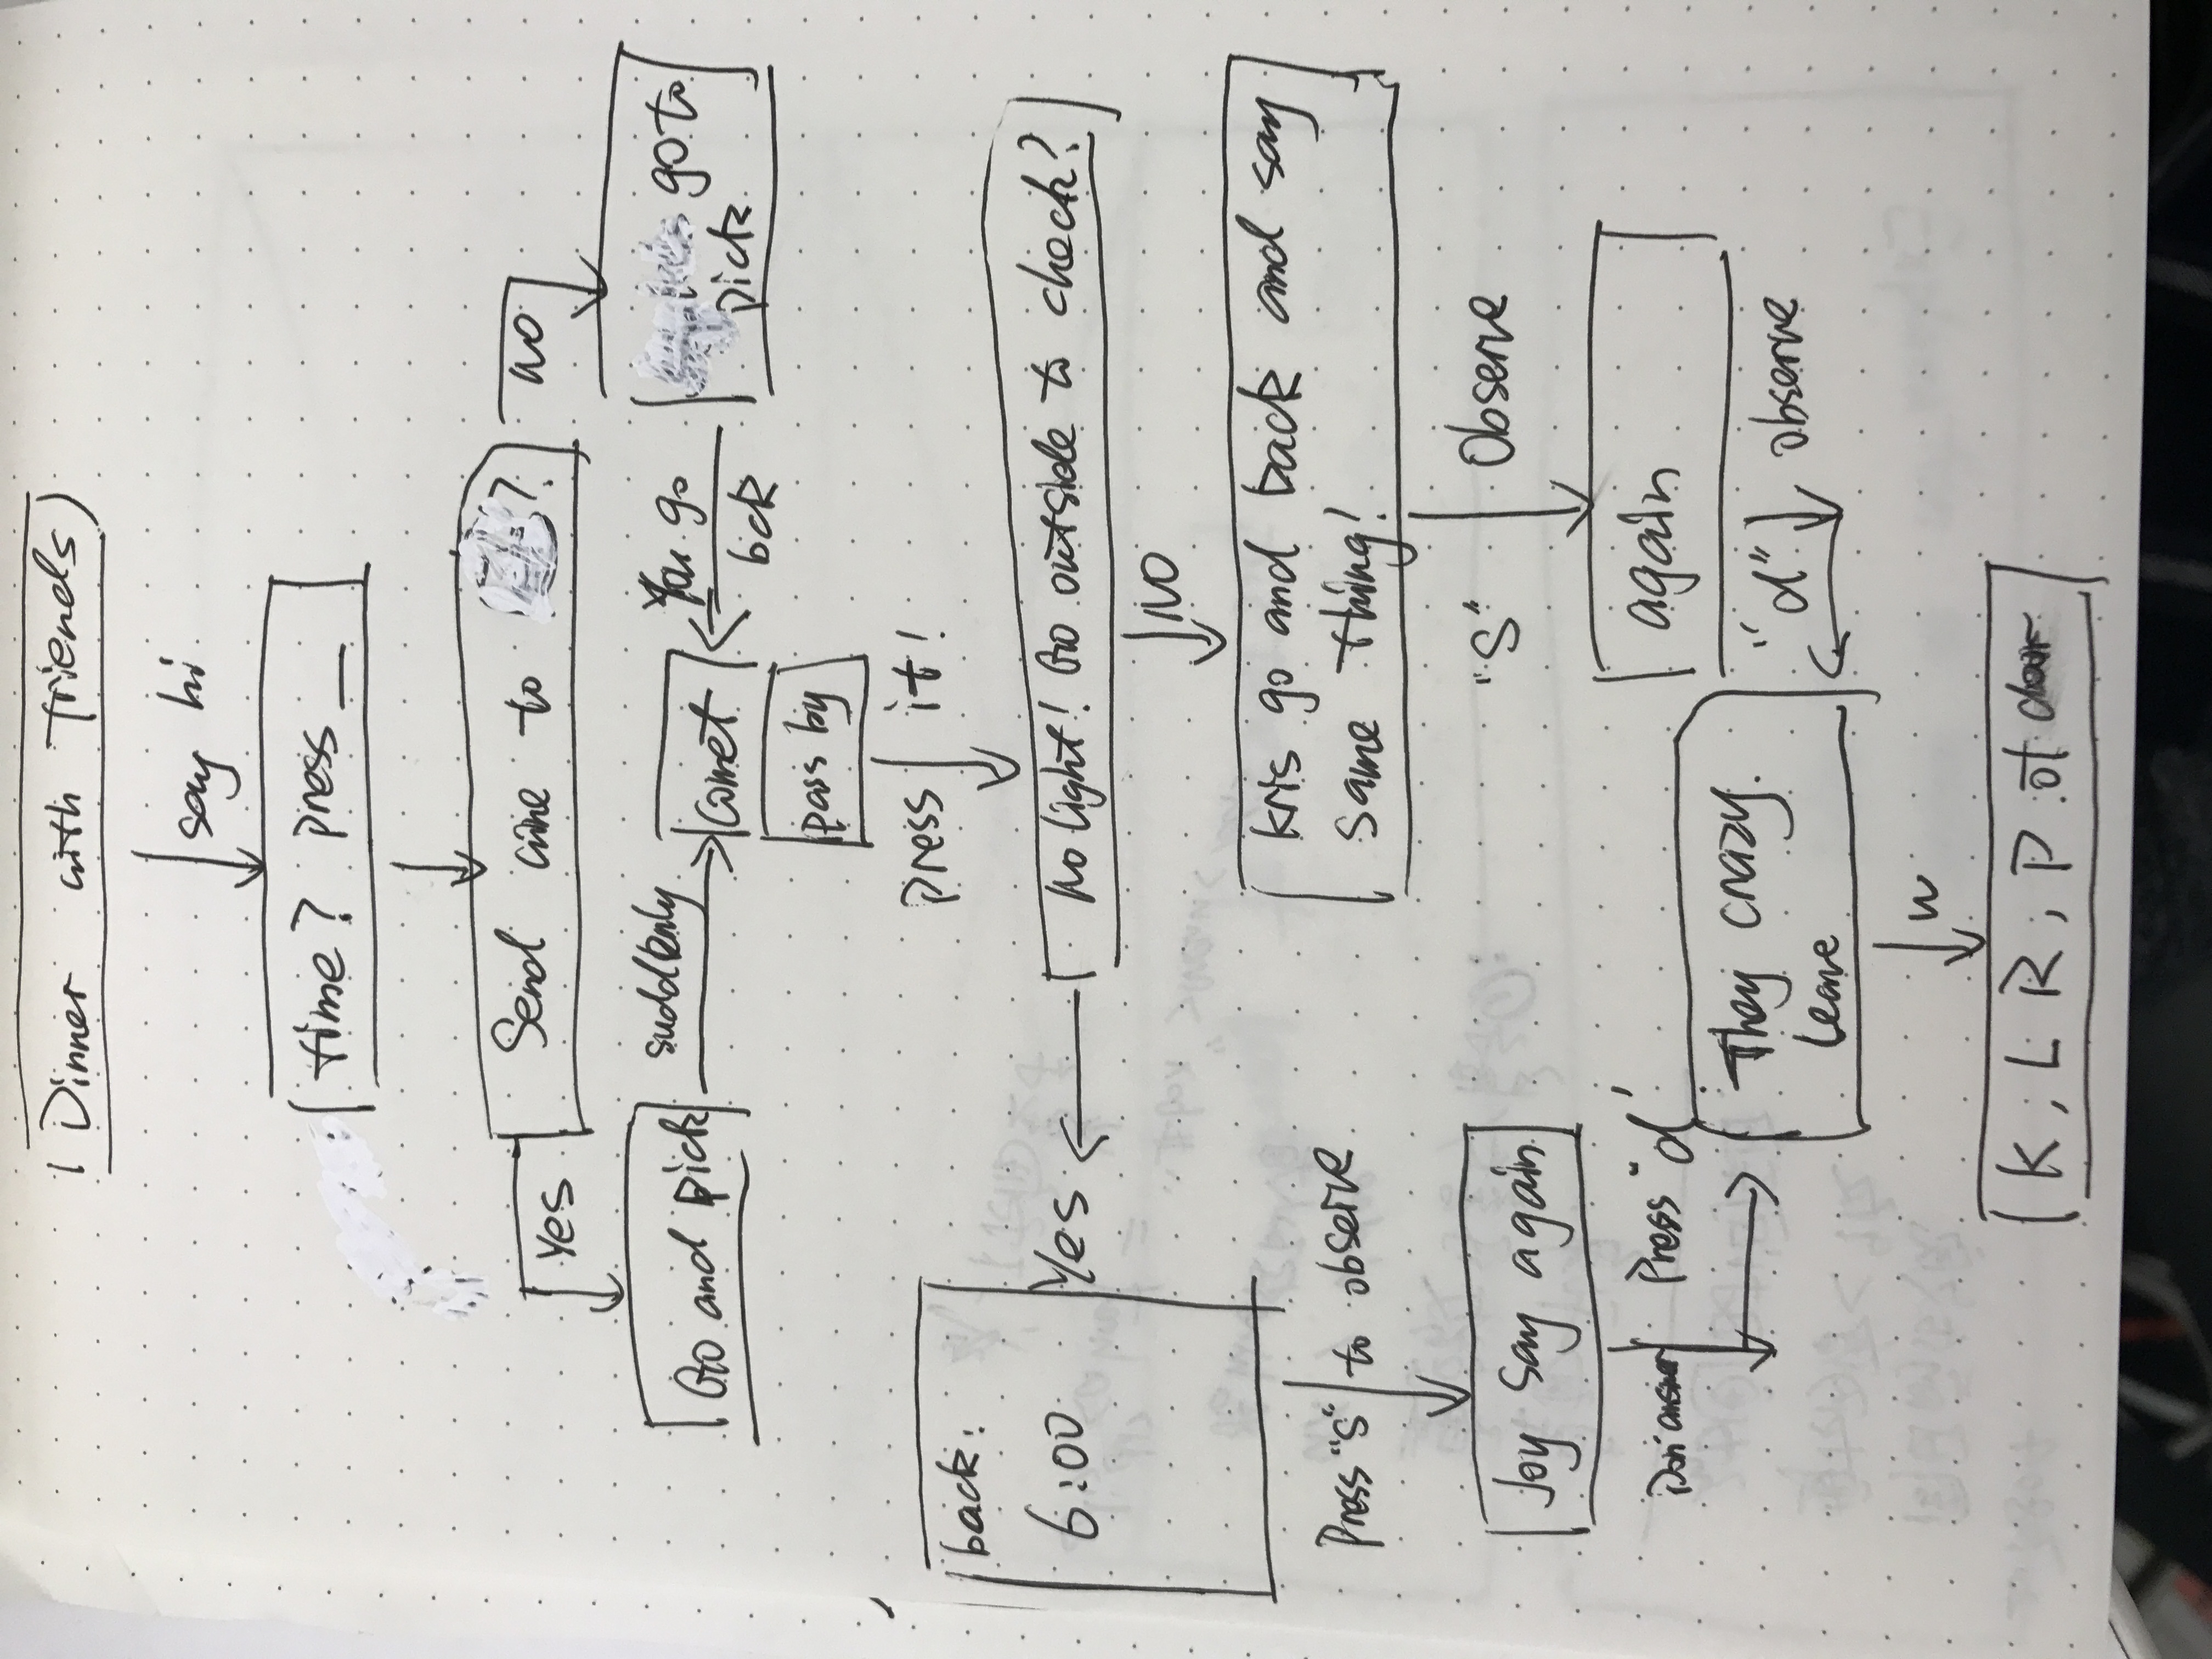 Dinner with friends
say hi
time? press __
Send wine to ?
Yes
NO
Go and pick
suddenly
comet
You go
bck
go to
pick
pass by
press it!
back:
6:00
Yes
No light! Go outside to check?
NO
Kris go and back and say
same thing!
Press "S" to observe
"S" Observe
Joy say again
again
Don' answer
Press "d'
They crazy.
leave
"d" observe
w
K, L R, P of door